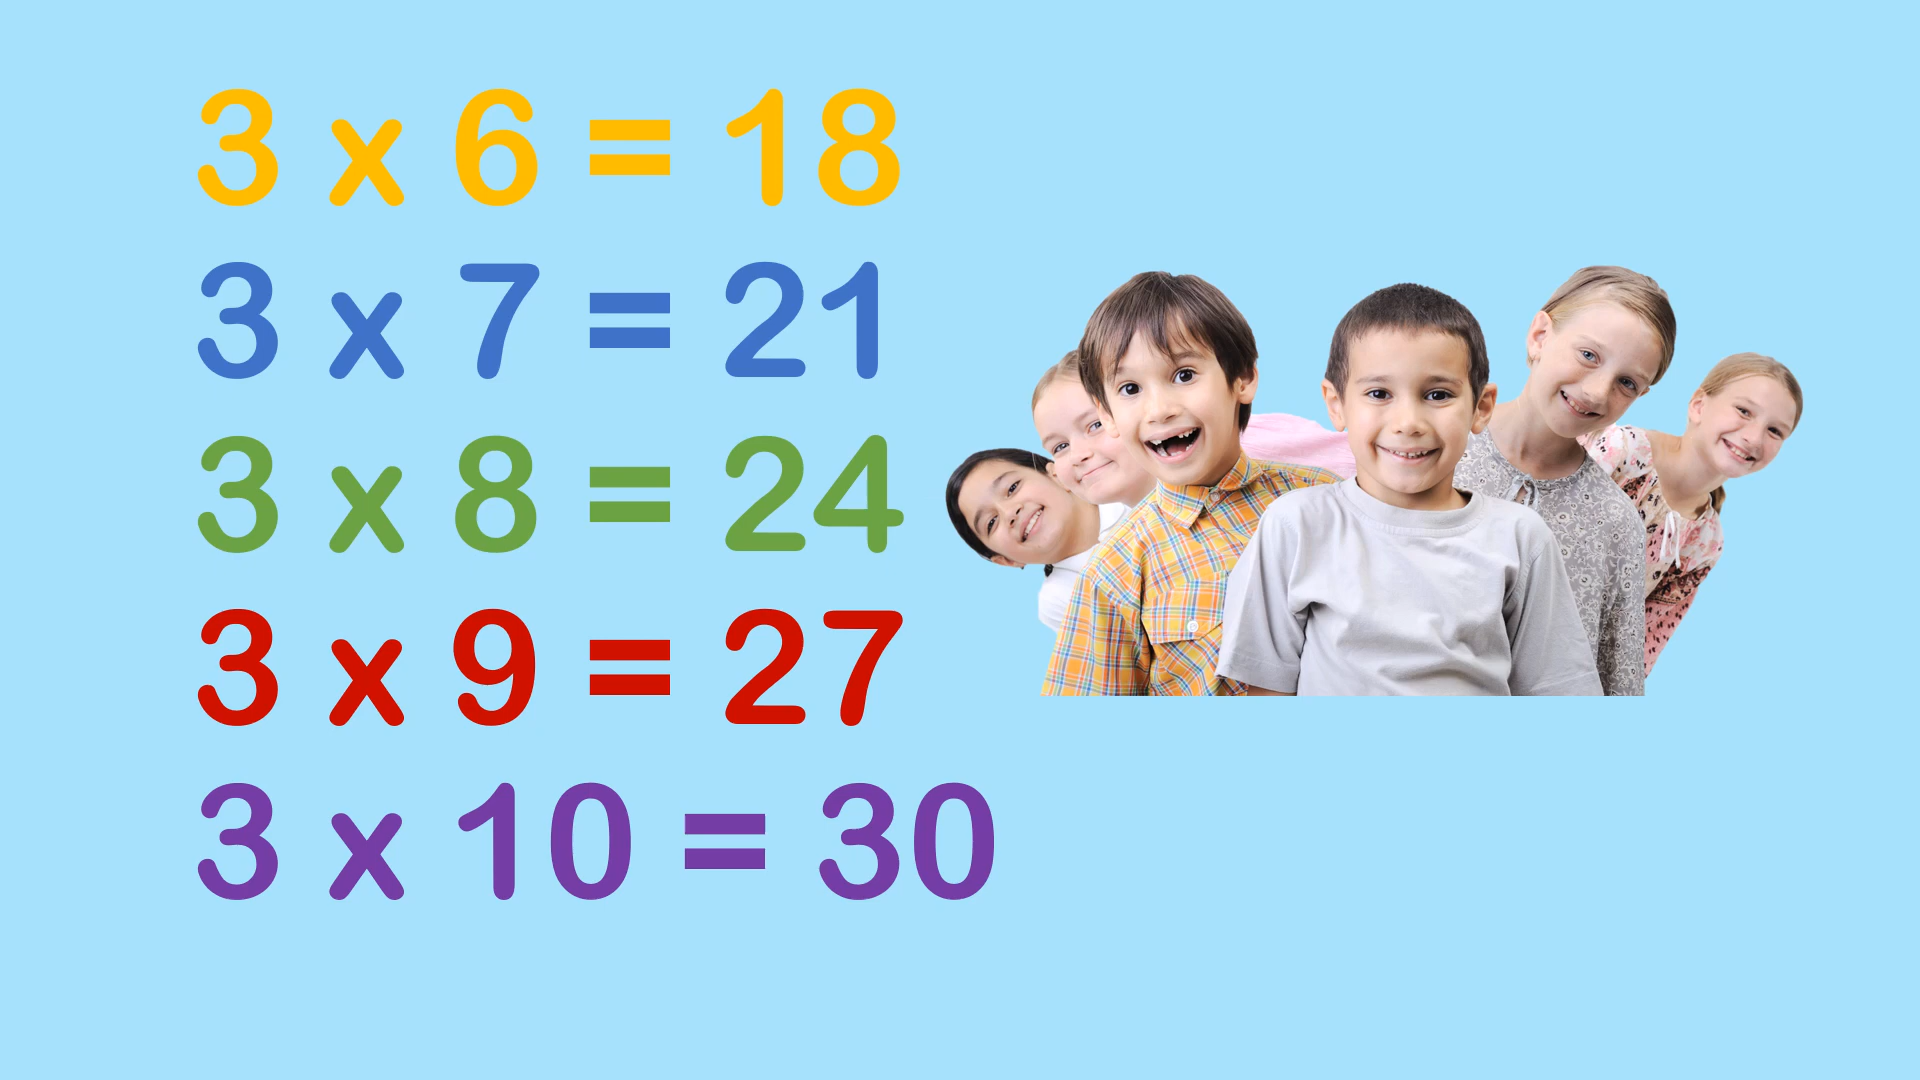 3 x 6 = 18
3 x 7 = 21
3 x 8 = 24
3 x 9 = 27
3 x 10 = 30